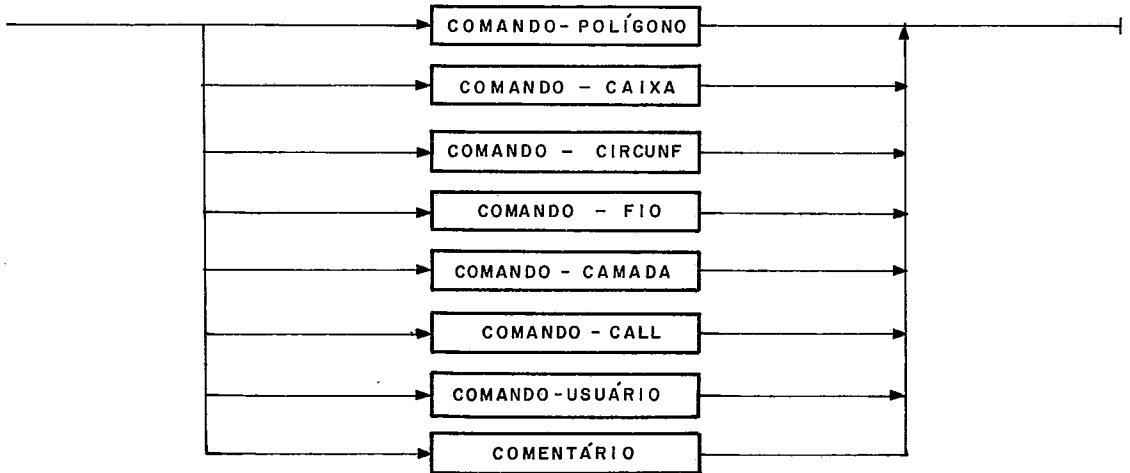 COMANDO-POLÍGONO
COMANDO - CAIXA
COMANDO - CIRCUNF
COMANDO - FIO
COMANDO - CAMADA
COMANDO - CALL
COMANDO-USUÁRIO
COMENTÁRIO